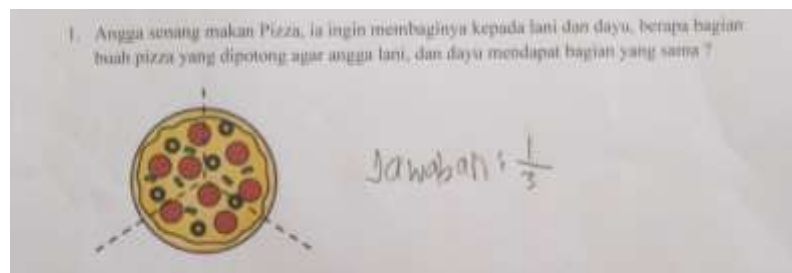 1. Angga senang makan Pizza, ia ingin membaginya kepada lani dan dayu, berapa bagian
buah pizza yang dipotong agar angga lani, dan dayu mendapat bagian yang sama ?
Jawaban : 1/3